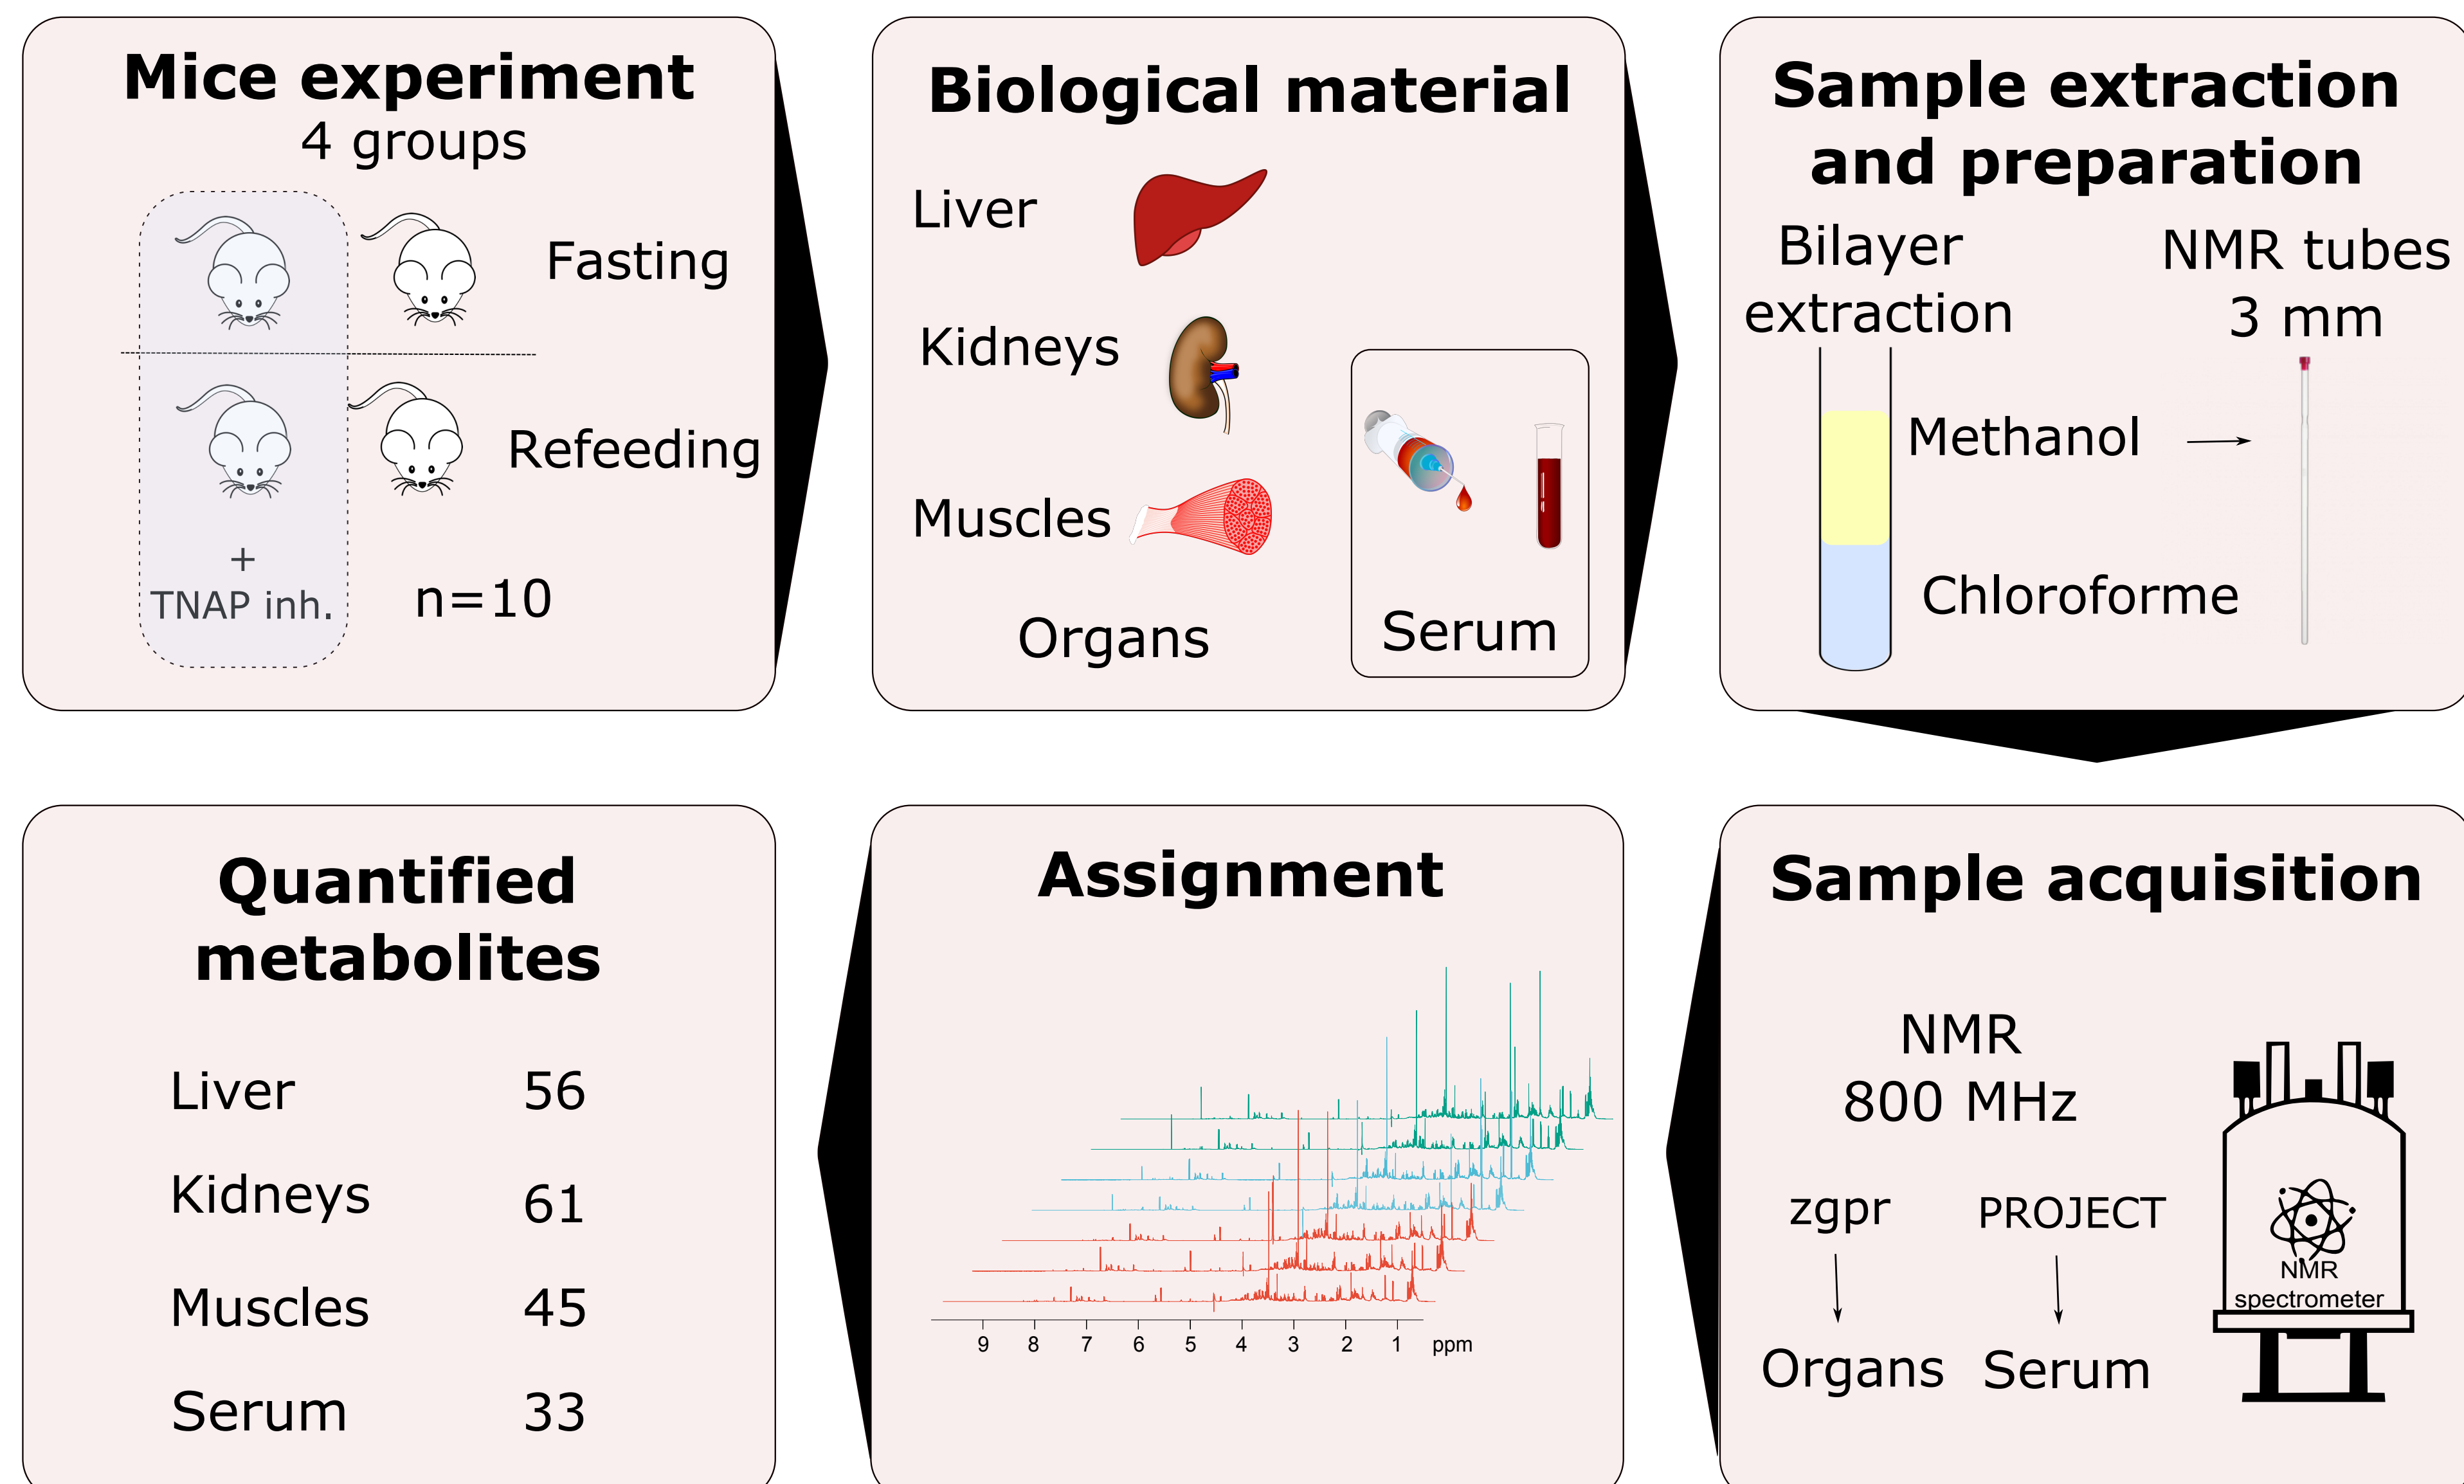 Mice experiment
4 groups
Fasting
Refeeding
+
TNAP inh.
n=10
Biological material
Liver
Kidneys
Muscles
Organs
Serum
Sample extraction
and preparation
Bilayer
extraction
NMR tubes
3 mm
Methanol
Chloroforme
Sample acquisition
NMR
800 MHz
zgpr
PROJECT
Organs
Serum
NMR
spectrometer
Assignment
9 8 7 6 5 4 3 2 1 ppm
Quantified
metabolites
Liver 56
Kidneys 61
Muscles 45
Serum 33